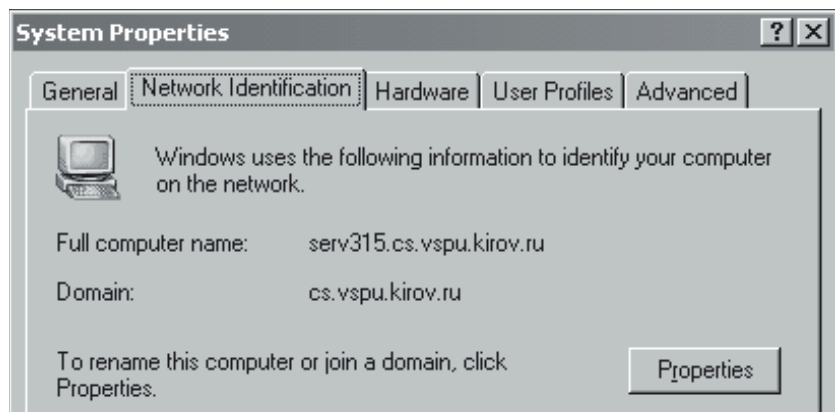 System Properties
General Network Identification Hardware User Profiles Advanced
Windows uses the following information to identify your computer
on the network.
Full computer name: serv315.cs.vspu.kirov.ru
Domain: cs.vspu.kirov.ru
To rename this computer or join a domain, click
Properties.
Properties